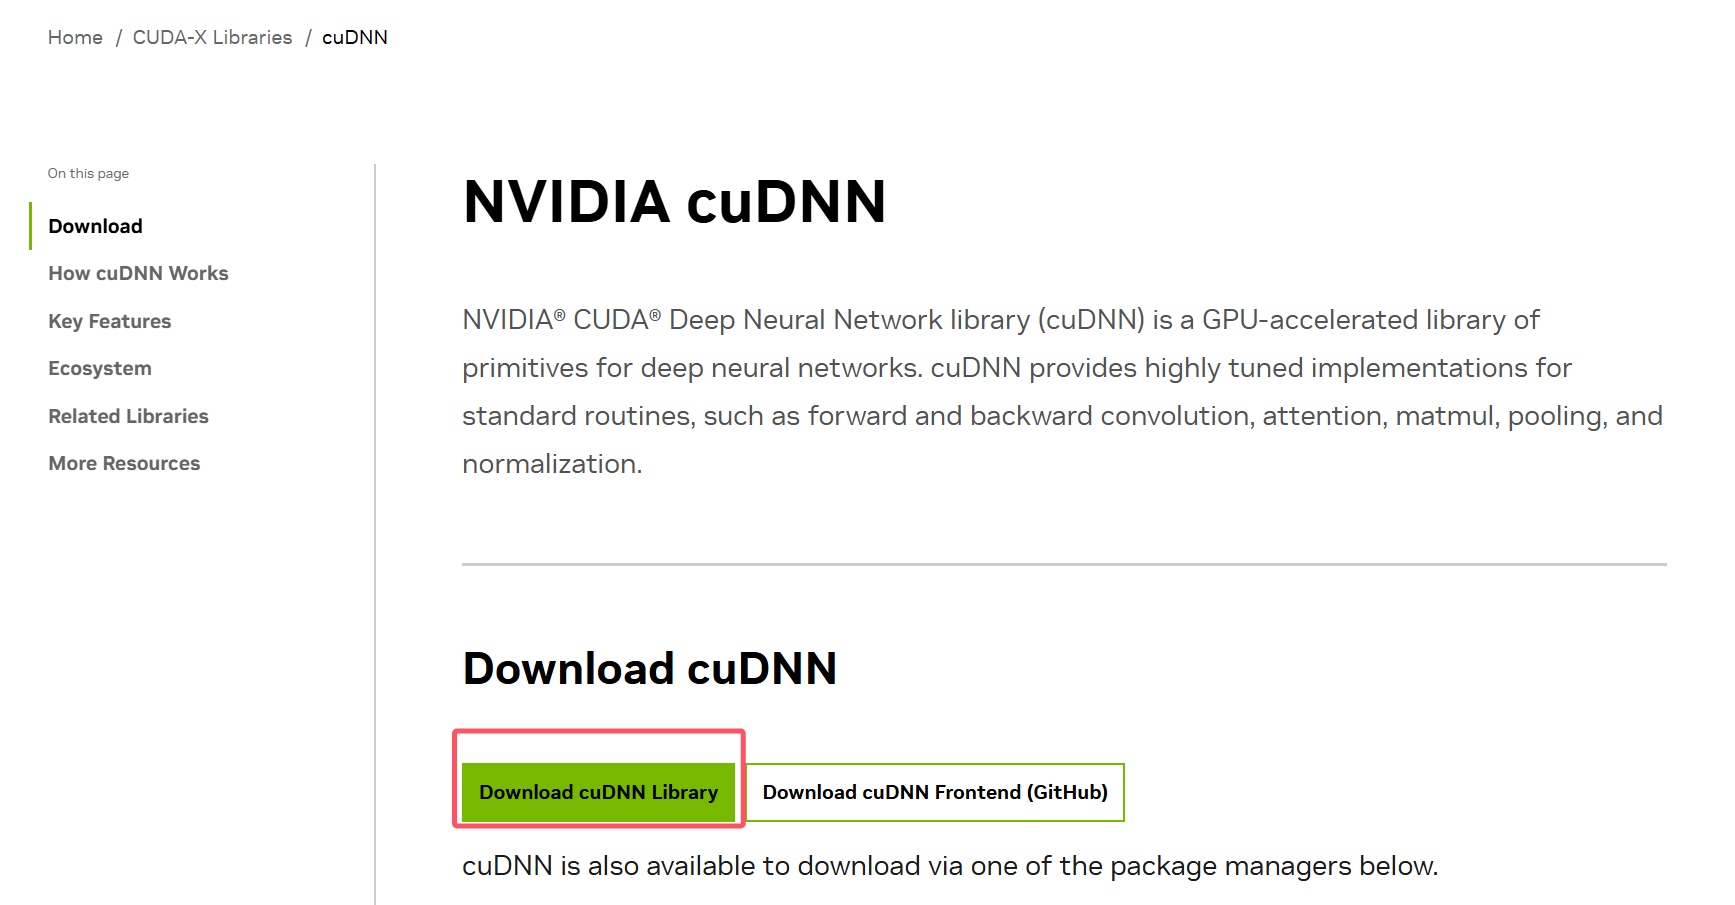 Home / CUDA-X Libraries / cuDNN
On this page
Download
How cuDNN Works
Key Features
Ecosystem
Related Libraries
More Resources
NVIDIA cuDNN
NVIDIA® CUDA® Deep Neural Network library (cuDNN) is a GPU-accelerated library of
primitives for deep neural networks. cuDNN provides highly tuned implementations for
standard routines, such as forward and backward convolution, attention, matmul, pooling, and
normalization.
Download cuDNN
Download cuDNN Library
Download cuDNN Frontend (GitHub)
cuDNN is also available to download via one of the package managers below.